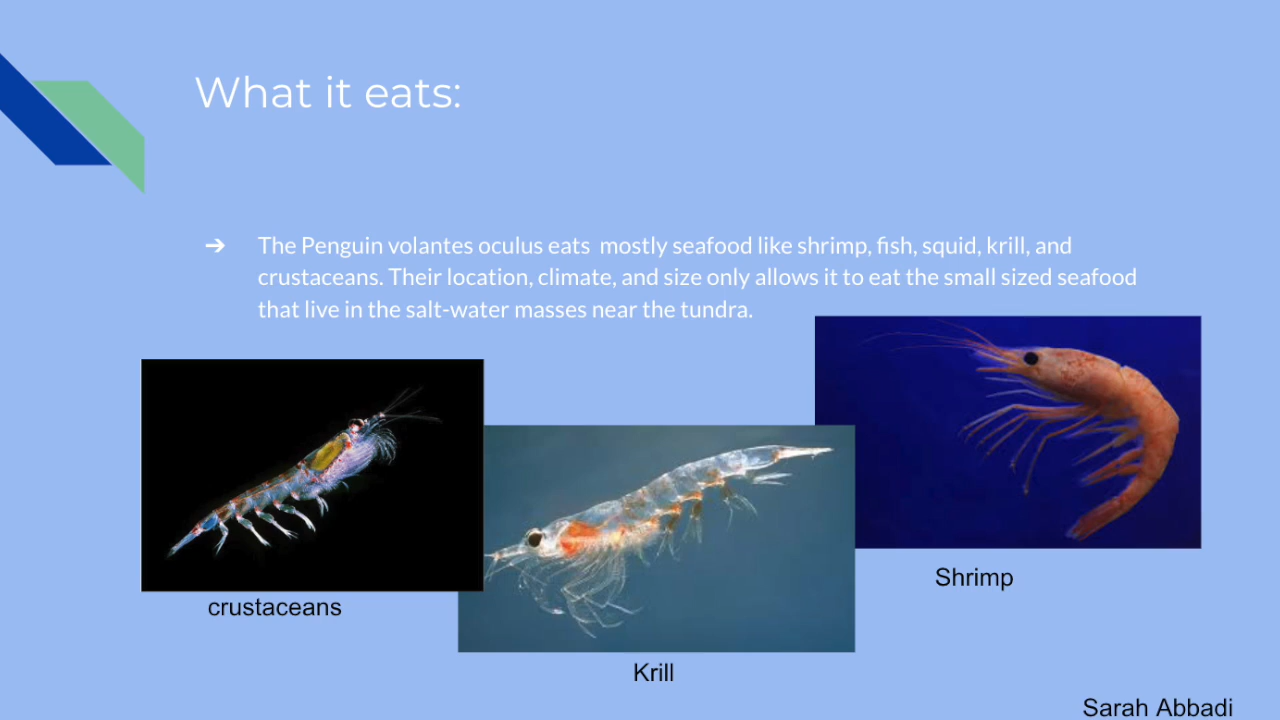 What it eats:
➔ The Penguin volantes oculus eats  mostly seafood like shrimp, fish, squid, krill, and
crustaceans. Their location, climate, and size only allows it to eat the small sized seafood
that live in the salt-water masses near the tundra.
Shrimp
crustaceans
Krill
Sarah Abbadi